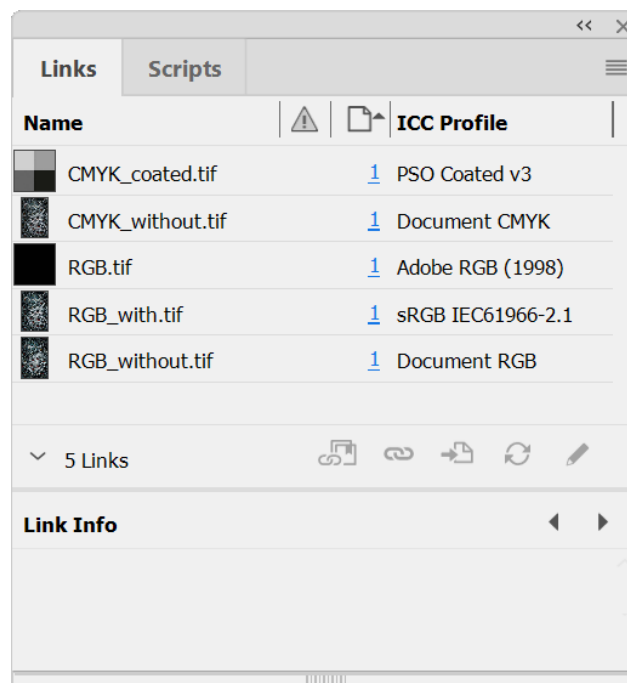 Links Scripts
Name ICC Profile
CMYK_coated.tif 1 PSO Coated v3
CMYK_without.tif 1 Document CMYK
RGB.tif 1 Adobe RGB (1998)
RGB_with.tif 1 sRGB IEC61966-2.1
RGB_without.tif 1 Document RGB
5 Links
Link Info